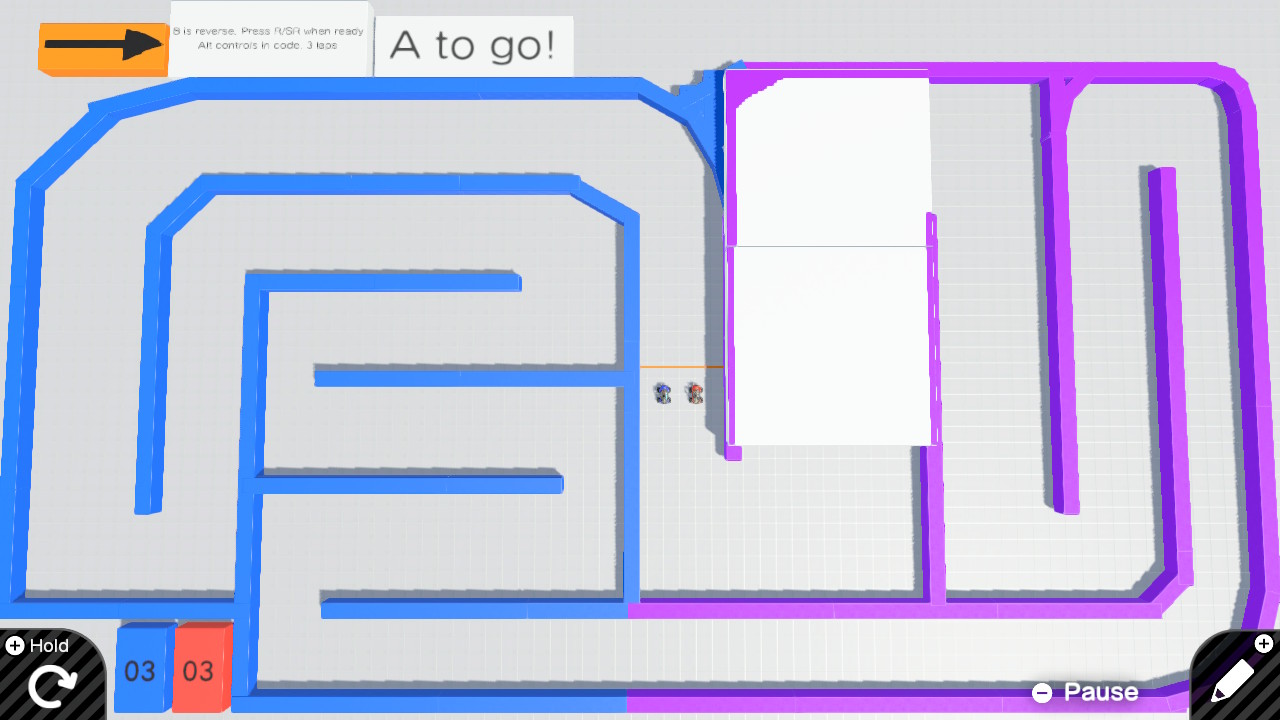 B is reverse. Press R/SR when ready
Alt controls in code. 3 laps
A to go!
Hold
03
03
Pause